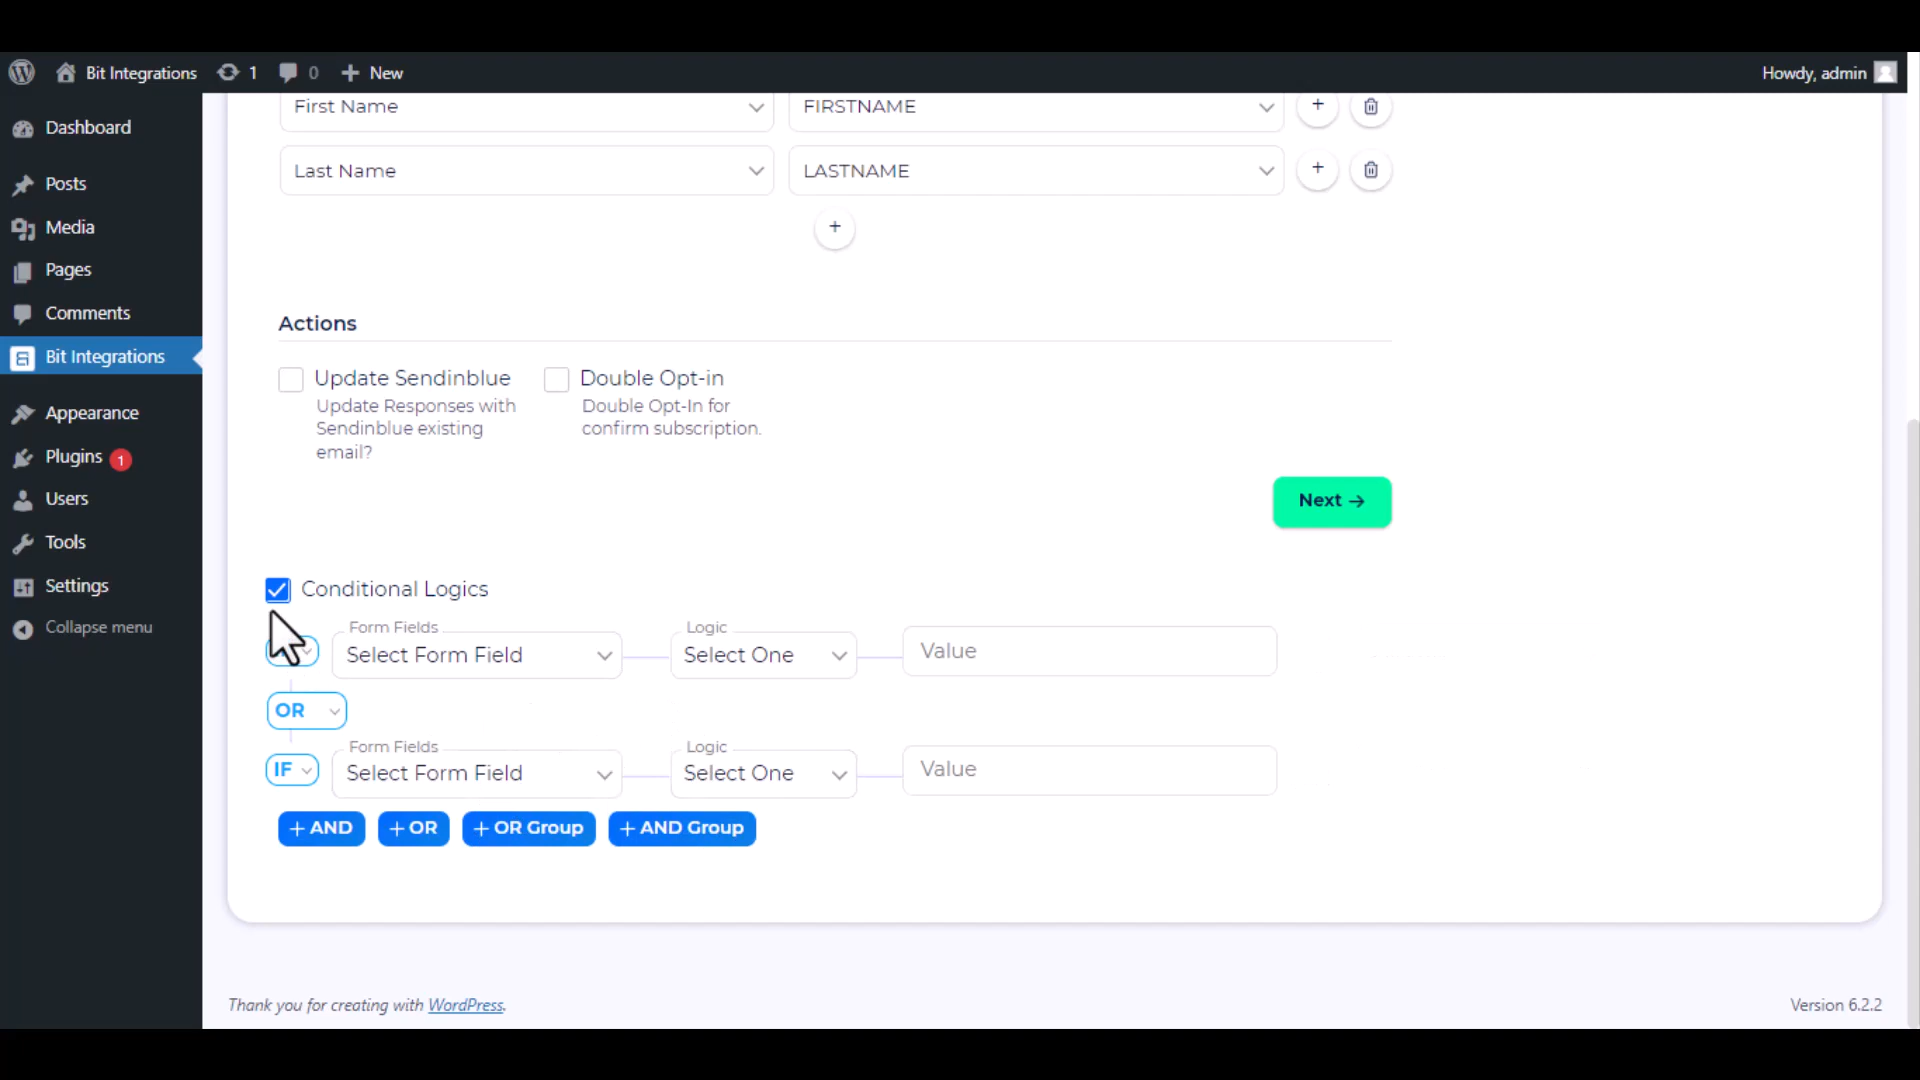 Bit Integrations 1 0 New Howdy, admin
Dashboard
Posts
Media
Pages
Comments
Bit Integrations
Appearance
Plugins 1
Users
Tools
Settings
Collapse menu
First Name FIRSTNAME + 
Last Name LASTNAME +
+
Actions
Update Sendinblue
Update Responses with
Sendinblue existing
email?
Double Opt-in
Double Opt-In for
confirm subscription.
Next →
Conditional Logics
Form Fields Logic
Select Form Field Select One Value
OR
Form Fields Logic
IF Select Form Field Select One Value
+ AND + OR + OR Group + AND Group
Thank you for creating with WordPress. Version 6.2.2